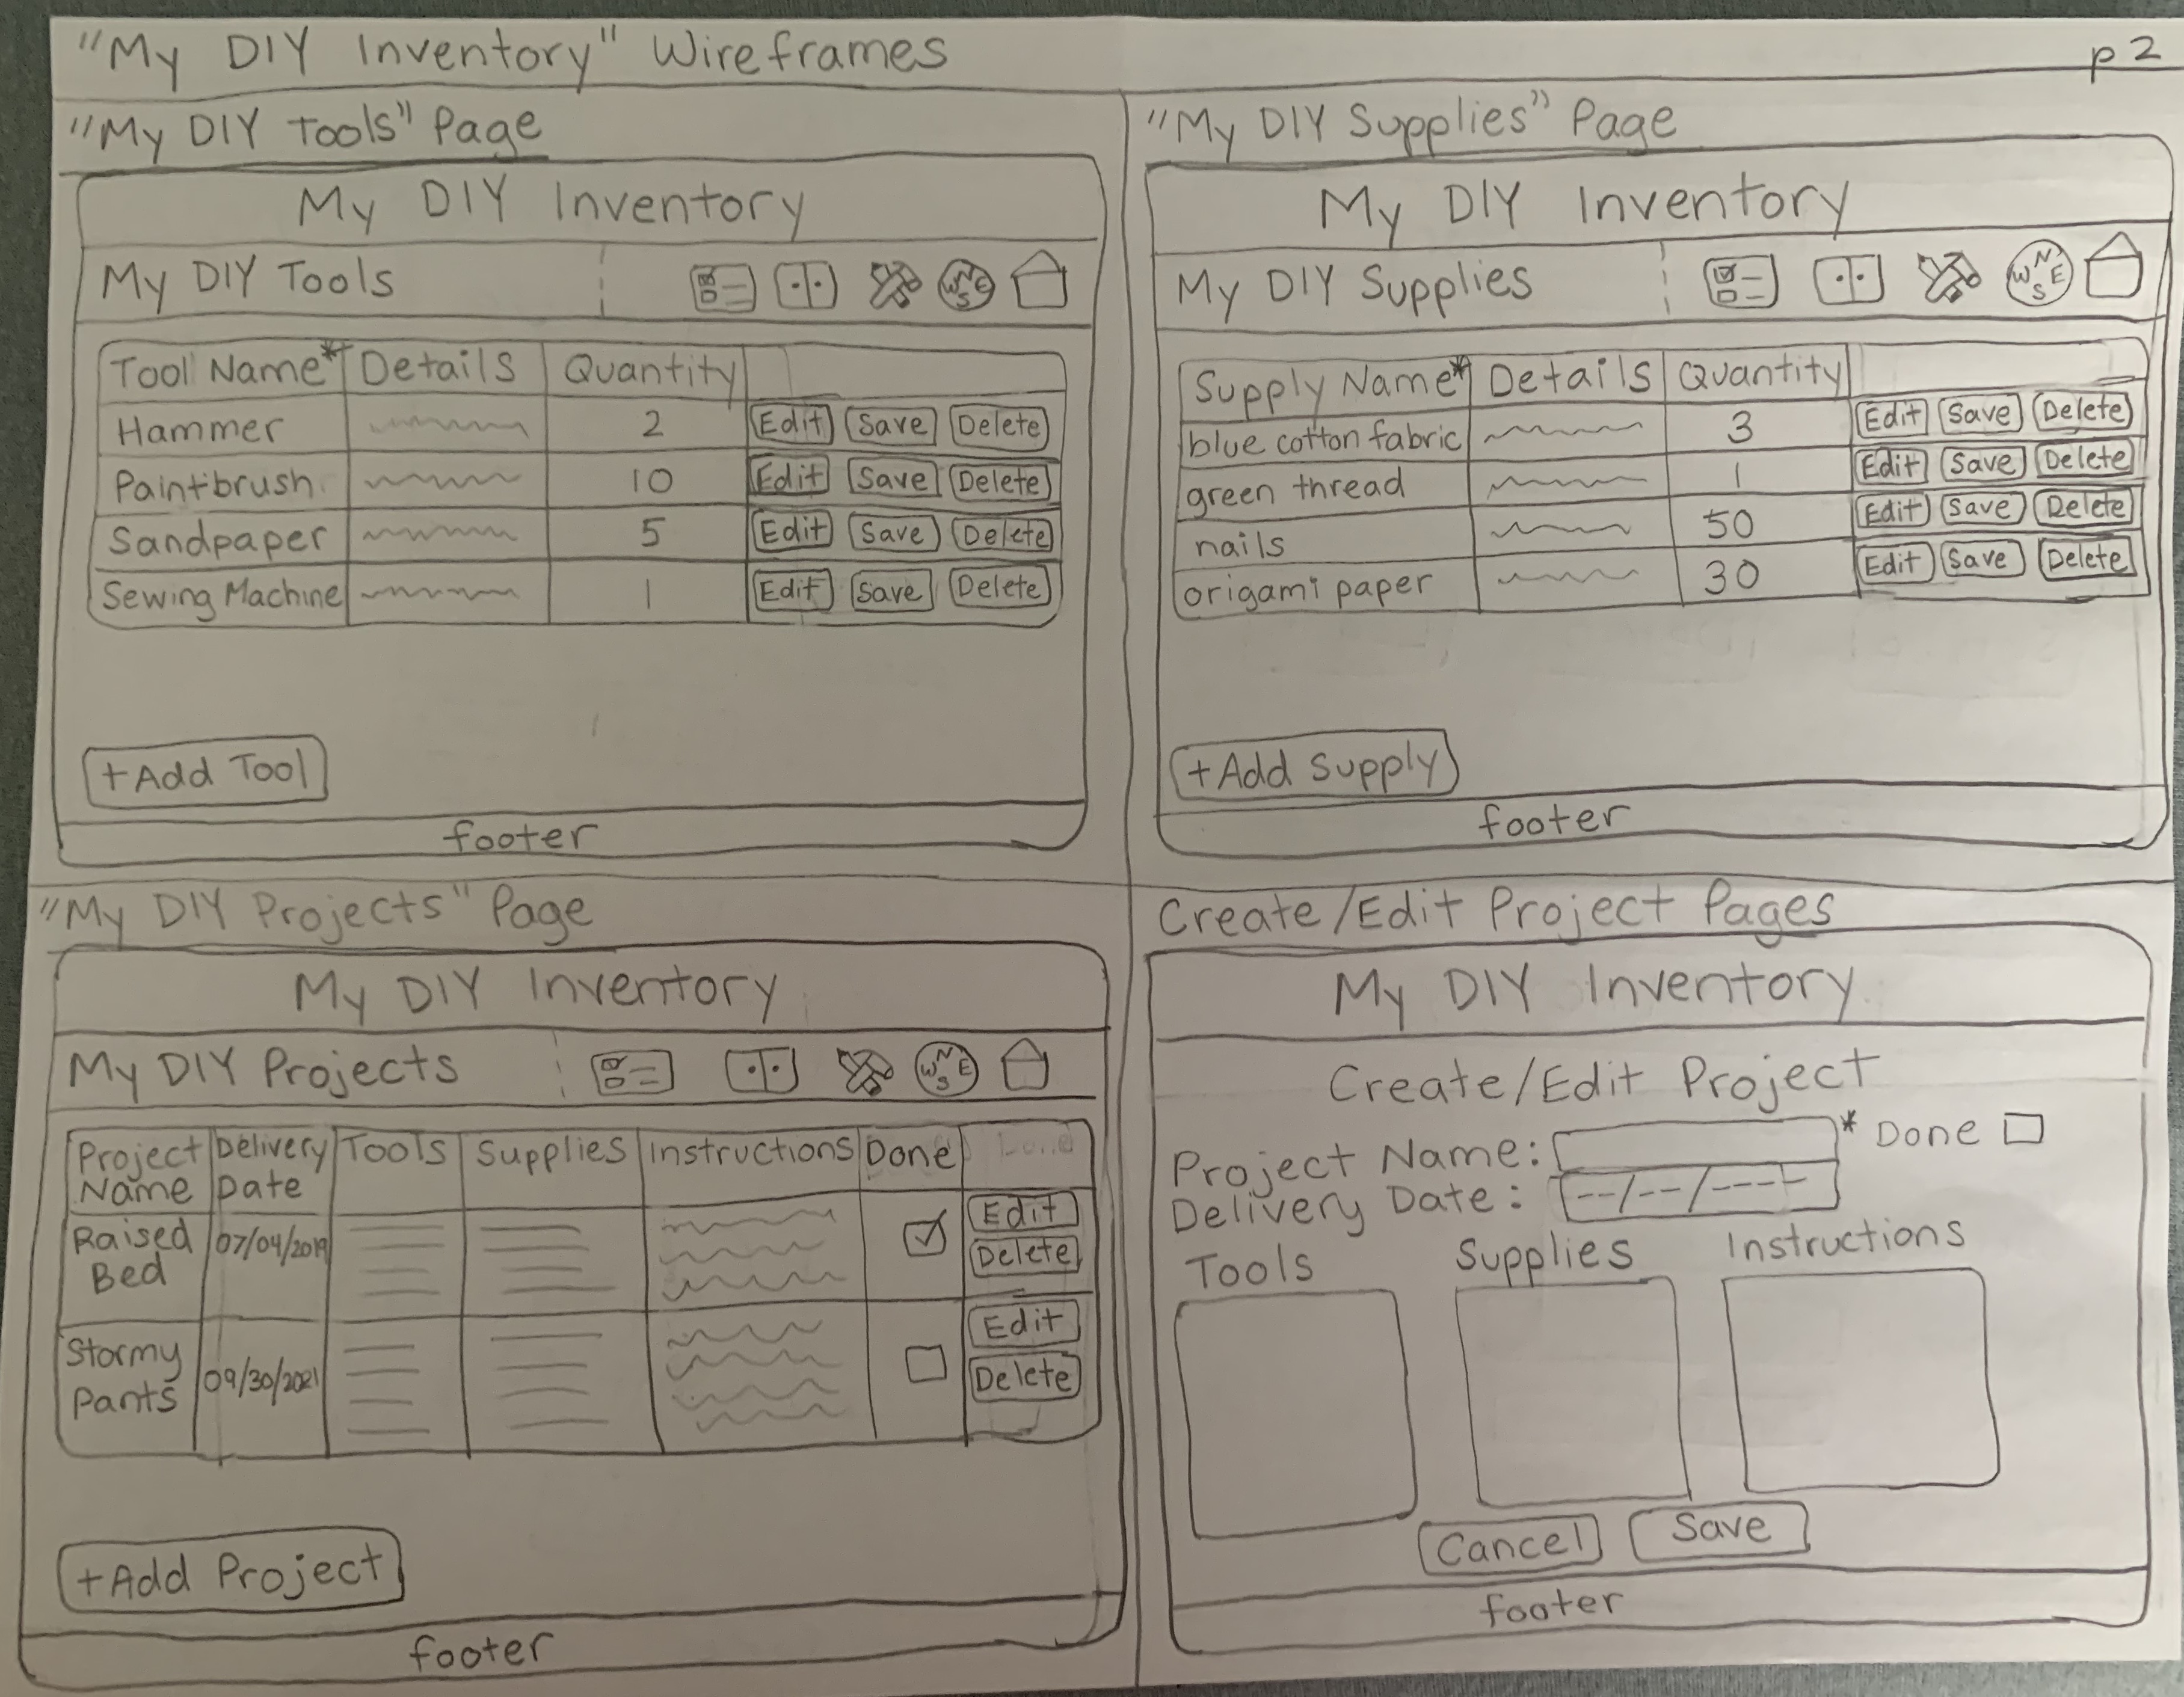 "My DIY Inventory" Wireframes
p 2
"My DIY Tools" Page
My DIY Inventory
My DIY Tools
N W E S
Tool Name* Details Quantity
Hammer 2 Edit Save Delete
Paintbrush 10 Edit Save Delete
Sandpaper 5 Edit Save Delete
Sewing Machine 1 Edit Save Delete
+Add Tool
footer
"My DIY Supplies" Page
My DIY Inventory
My DIY Supplies
N W E S
Supply Name* Details Quantity
blue cotton fabric 3 Edit Save Delete
green thread 1 Edit Save Delete
nails 50 Edit Save Delete
origami paper 30 Edit Save Delete
+Add Supply
footer
"My DIY Projects" Page
My DIY Inventory
My DIY Projects
N W E S
Project Name Delivery Date Tools Supplies Instructions Done
Raised Bed 07/04/2019 Edit Delete
Stormy Pants 09/30/2021 Edit Delete
+Add Project
footer
Create/Edit Project Pages
My DIY Inventory
Create/Edit Project
Project Name: * Done
Delivery Date: --/--/----
Tools Supplies Instructions
Cancel Save
footer